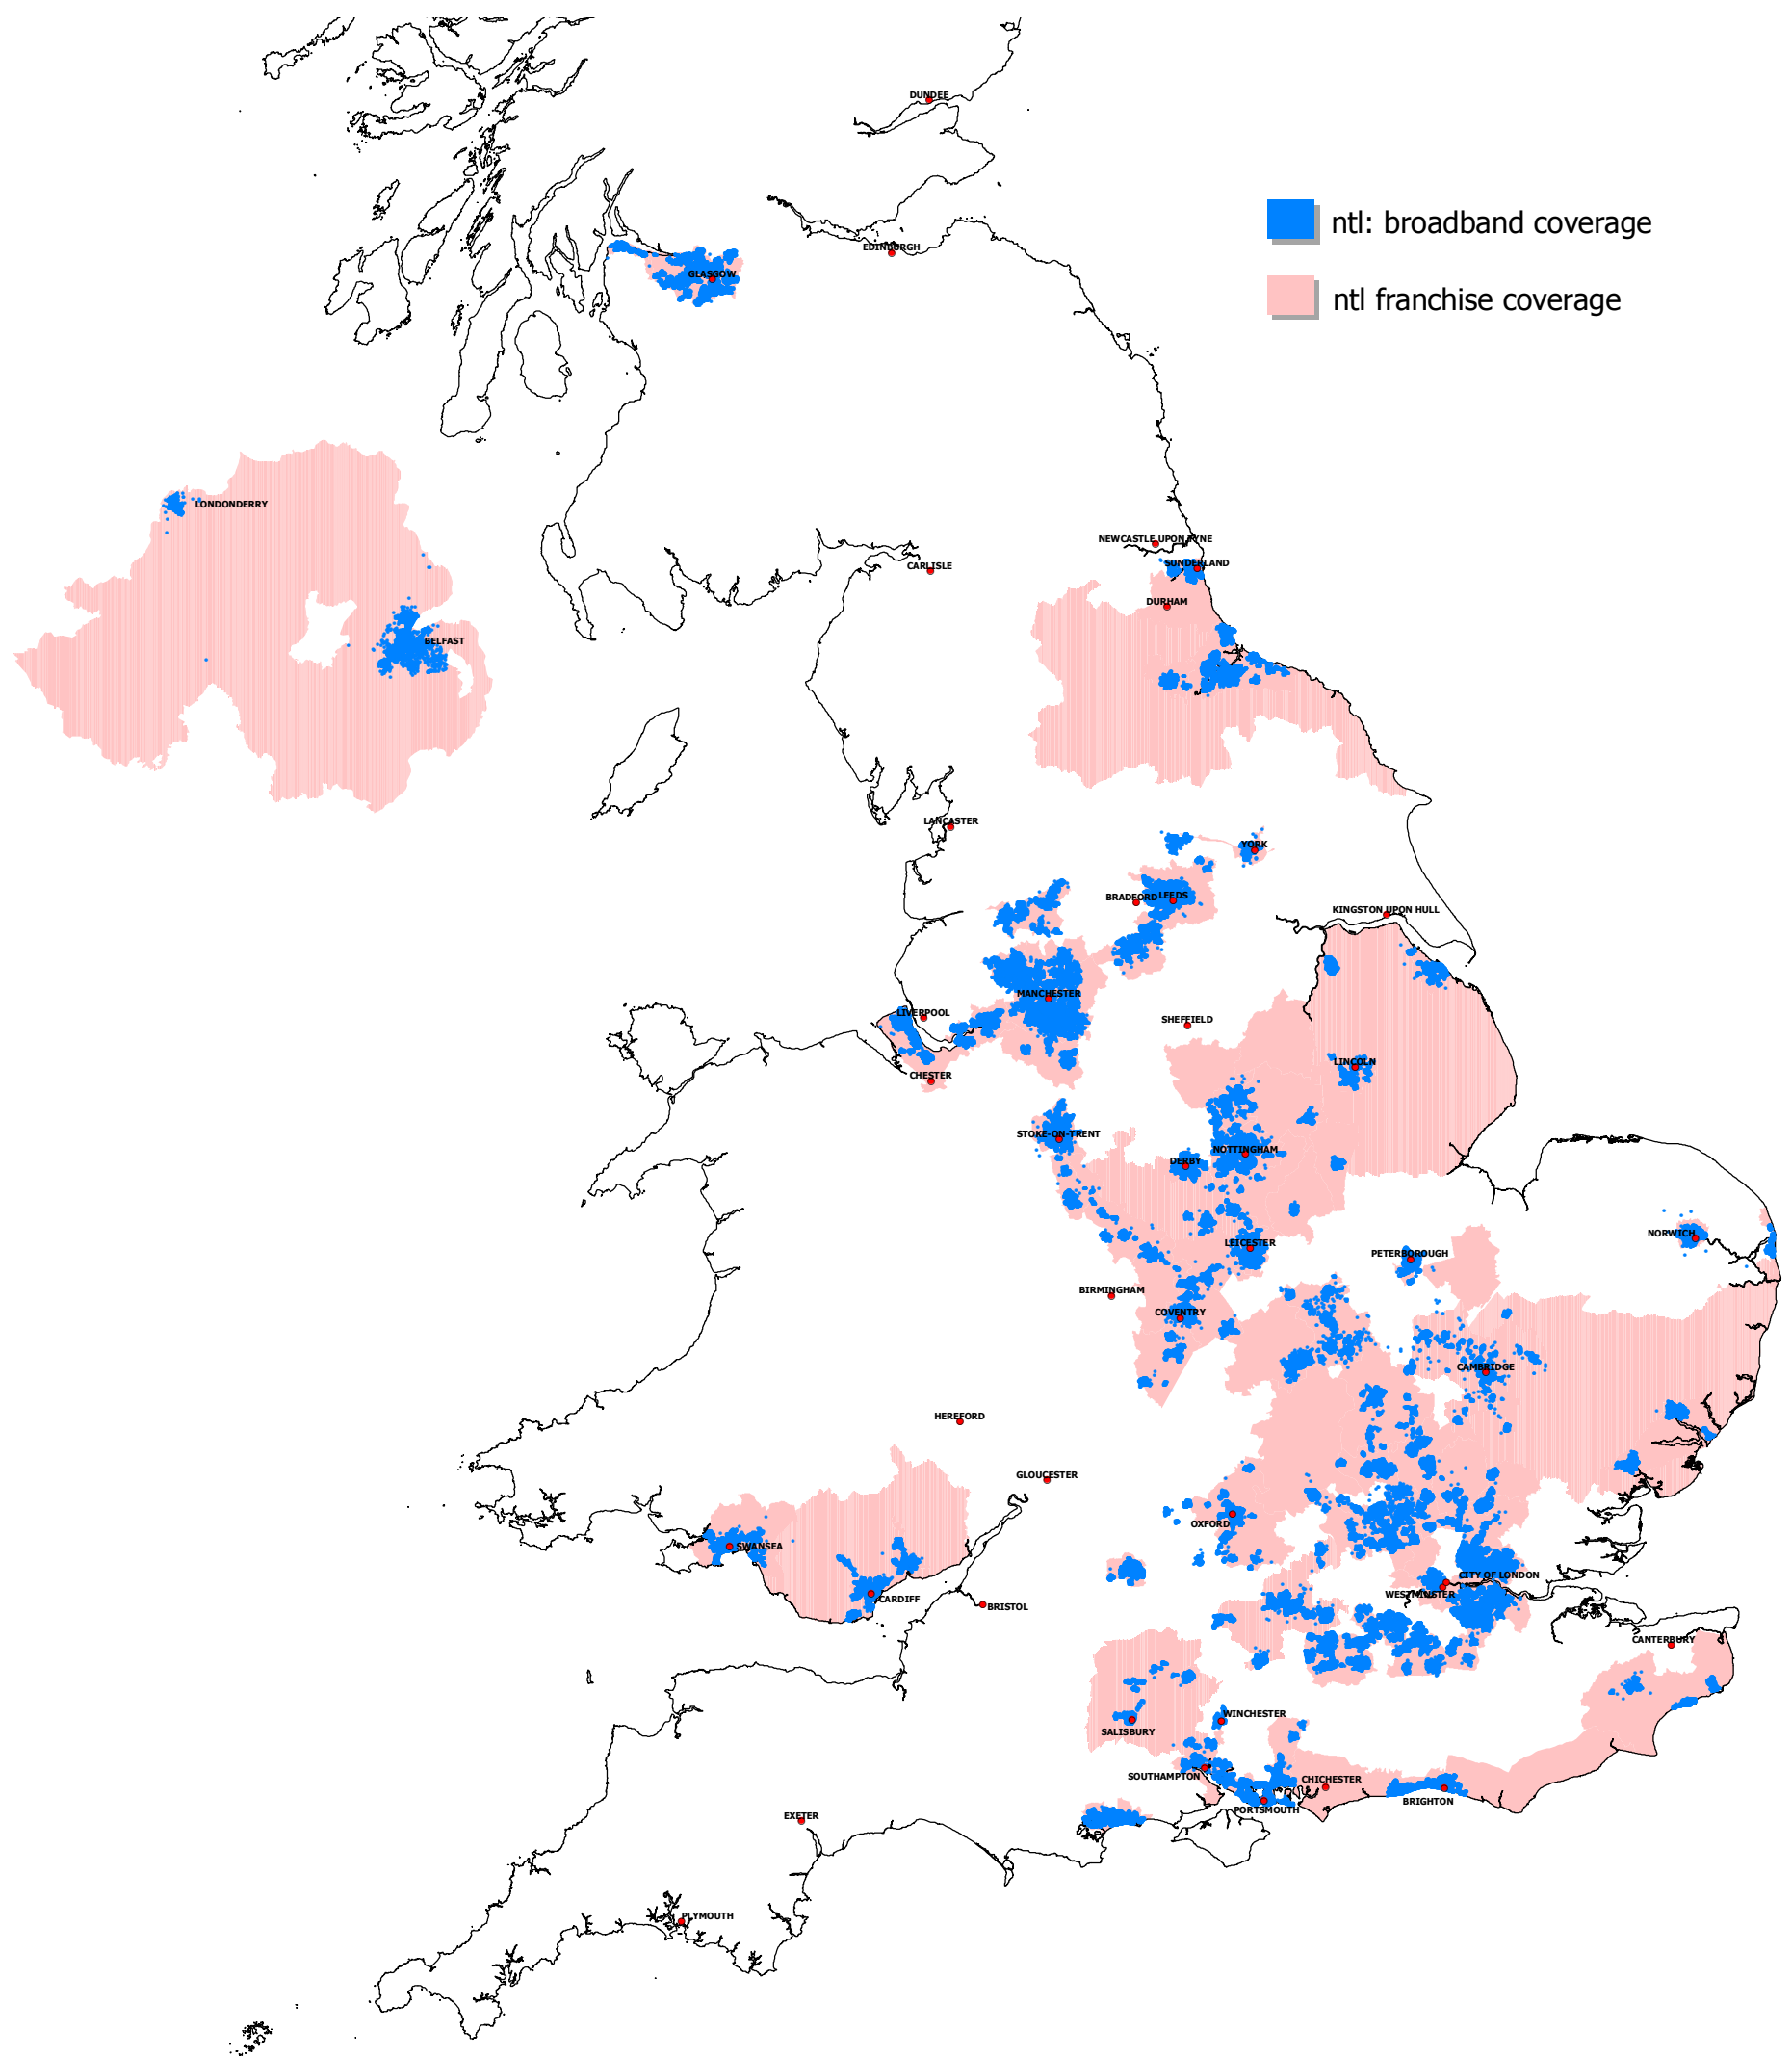 DUNDEE
ntl: broadband coverage
EDINBURGH
GLASGOW
ntl franchise coverage
LONDONDERRY
NEWCASTLE UPON TYNE
CARLISLE
SUNDERLAND
DURHAM
BELFAST
LANCASTER
YORK
BRADFORD
LEEDS
KINGSTON UPON HULL
MANCHESTER
LIVERPOOL
SHEFFIELD
LINCOLN
CHESTER
STOKE-ON-TRENT
NOTTINGHAM
DERBY
NORWICH
LEICESTER
PETERBOROUGH
BIRMINGHAM
COVENTRY
CAMBRIDGE
HEREFORD
GLOUCESTER
OXFORD
SWANSEA
CITY OF LONDON
WESTMINSTER
CARDIFF
BRISTOL
CANTERBURY
WINCHESTER
SALISBURY
SOUTHAMPTON
CHICHESTER
BRIGHTON
PORTSMOUTH
EXETER
PLYMOUTH